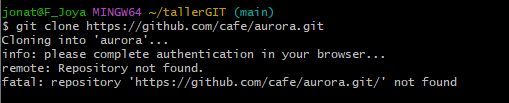 jonat@F_Joya MINGW64 ~/tallerGIT (main)
$ git clone https://github.com/cafe/aurora.git
Cloning into 'aurora'...
info: please complete authentication in your browser...
remote: Repository not found.
fatal: repository 'https://github.com/cafe/aurora.git/' not found